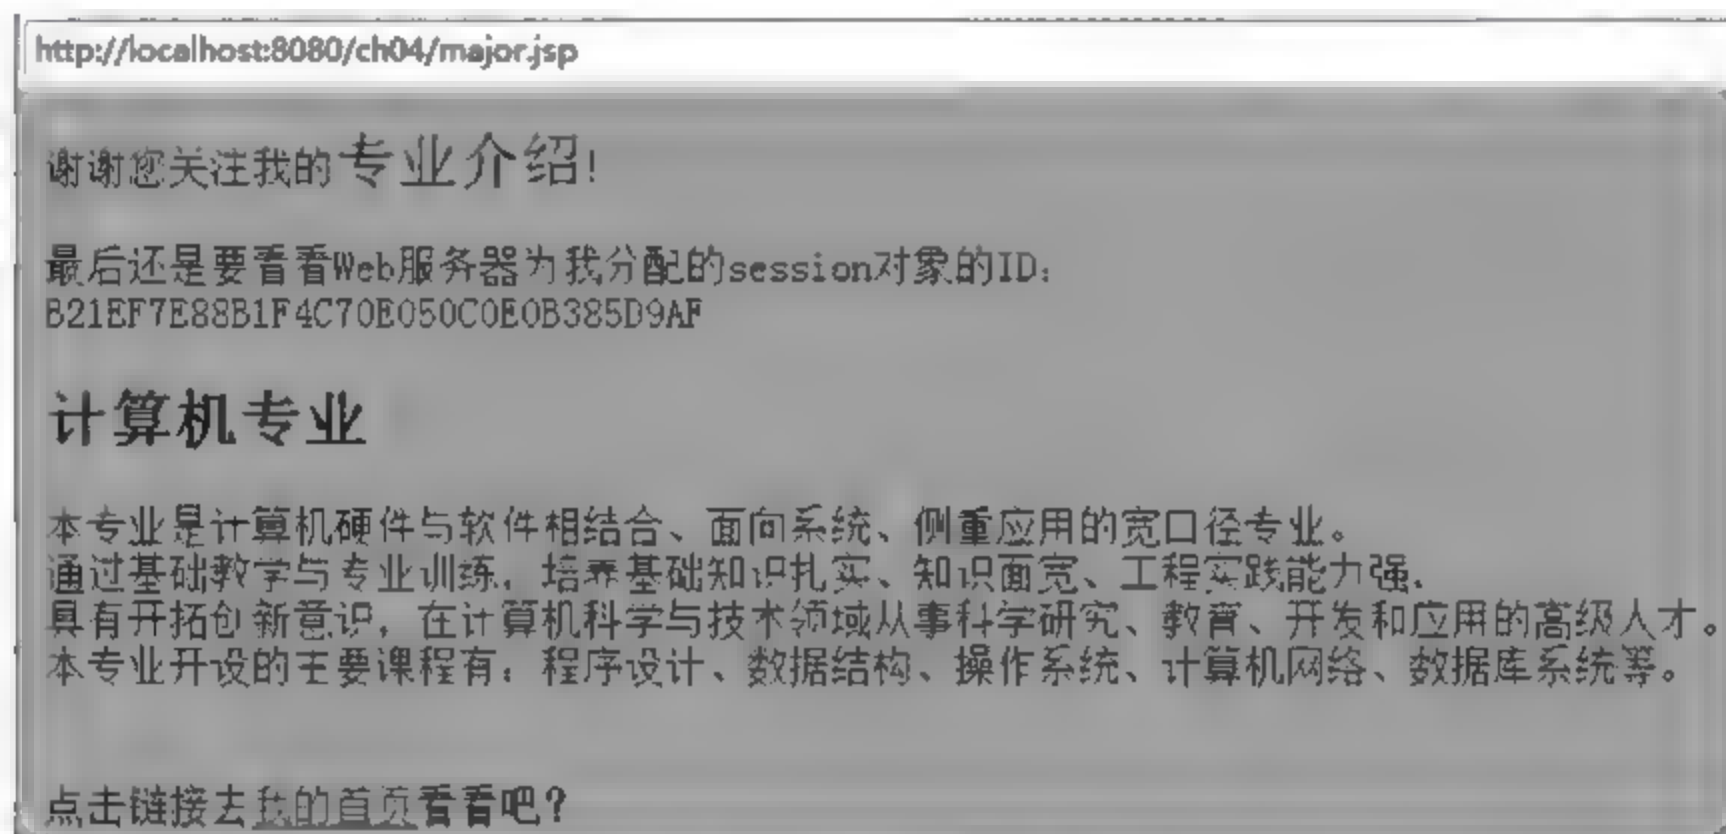 http://localhost:8080/ch04/major.jsp
谢谢您关注我的专业介绍！
最后还是要看看Web服务器为我分配的session对象的ID：
B21EF7E88B1F4C70E050C0E0B385D9AF
计算机专业
本专业是计算机硬件与软件相结合、面向系统、侧重应用的宽口径专业。
通过基础教学与专业训练，培养基础知识扎实、知识面宽、工程实践能力强，
具有开拓创新意识，在计算机科学与技术领域从事科学研究、教育、开发和应用的高级人才。
本专业开设的主要课程有：程序设计、数据结构、操作系统、计算机网络、数据库系统等。
点击链接去我的首页看看吧？